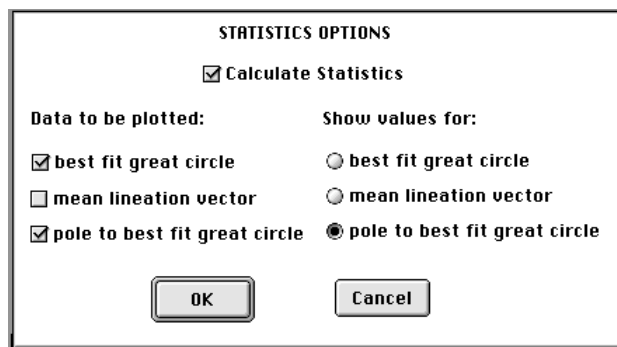 STATISTICS OPTIONS
Calculate Statistics
Data to be plotted:
best fit great circle
mean lineation vector
pole to best fit great circle
Show values for:
best fit great circle
mean lineation vector
pole to best fit great circle
OK
Cancel